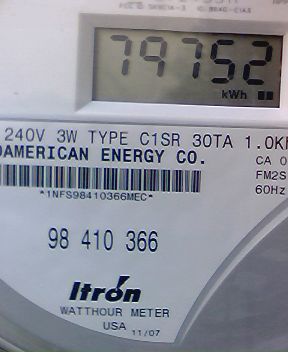 79752
kWh
240V 3W TYPE C1SR 30TA 1.0K
AMERICAN ENERGY CO.
CA 0
FM2S
60Hz
*1NFS98410366MEC*
98 410 366
Itron
WATTHOUR METER
USA 11/07